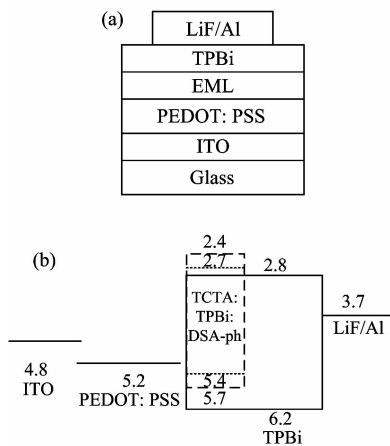 (a)
LiF/Al
TPBi
EML
PEDOT: PSS
ITO
Glass
(b)
2.4
2.7
2.8
TCTA:
TPBi:
DSA-ph
3.7
LiF/Al
4.8
ITO
5.2
PEDOT: PSS
5.4
5.7
6.2
TPBi